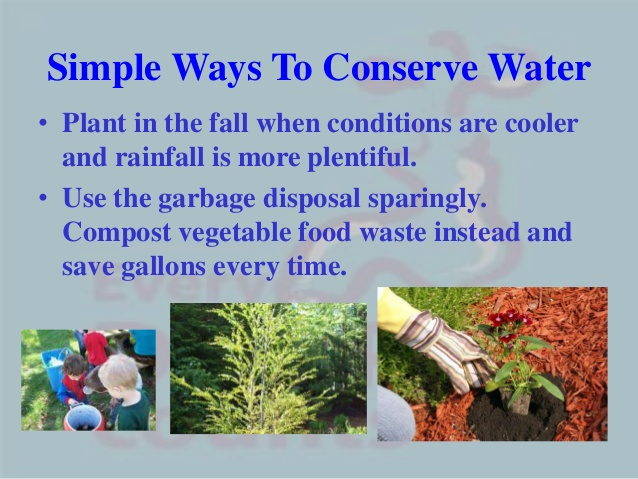 Simple Ways To Conserve Water
• Plant in the fall when conditions are cooler
and rainfall is more plentiful.
• Use the garbage disposal sparingly.
Compost vegetable food waste instead and
save gallons every time.
Every